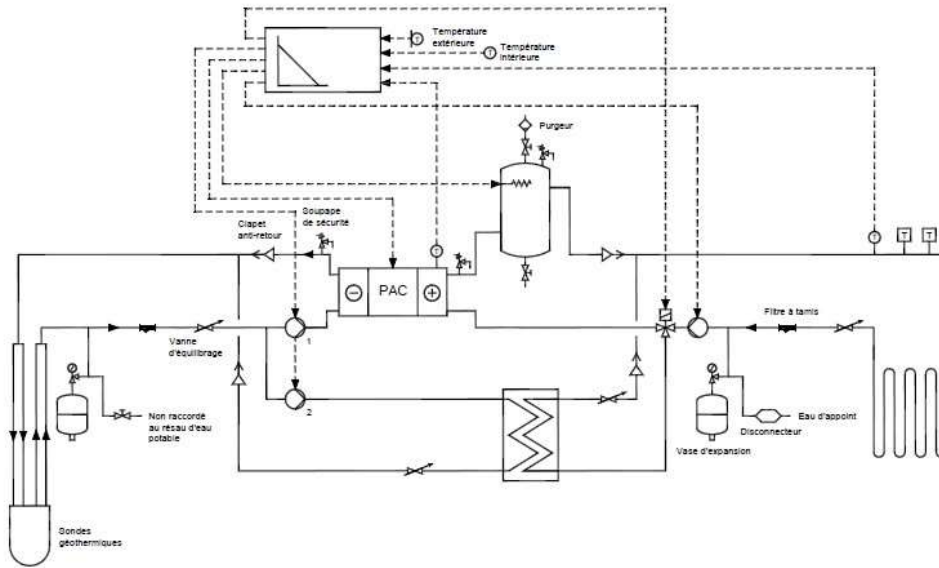 Température
extérieure
T
Température
intérieure
T
T
Purgeur
Soupape
de sécurité
Clapet
anti-retour
T
T
T
T
PAC
Filtre à tamis
Vanne
d'équilibrage
1
2
Non raccordé
au résau d'eau
potable
Eau d'appoint
Disconnecteur
Vase d'expansion
Sondes
géothermiques